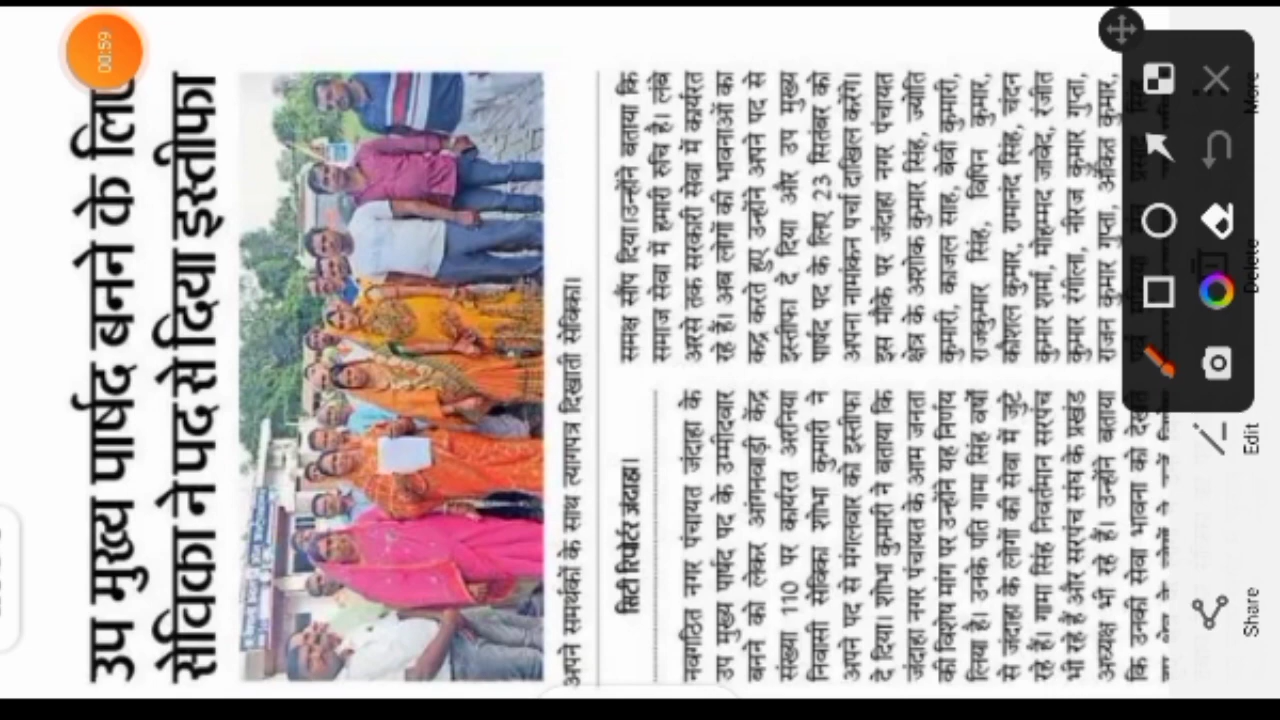 उप मुख्य पार्षद बनने के लिए
सेविका ने पद से दिया इस्तीफा
अपने समर्थकों के साथ त्यागपत्र दिखाती सेविका।
सिटी रिपोर्टर जंदाहा।
नवगठित नगर पंचायत जंदाहा के
उप मुख्य पार्षद पद के उम्मीदवार
बनने को लेकर आंगनवाड़ी केंद्र
संख्या 110 पर कार्यरत अरनिया
निवासी सेविका शोभा कुमारी ने
अपने पद से मंगलवार को इस्तीफा
दे दिया। शोभा कुमारी ने बताया कि
जंदाहा नगर पंचायत के आम जनता
की विशेष मांग पर उन्होंने यह निर्णय
लिया है। उनके पति गामा सिंह वर्षों
से जंदाहा के लोगों की सेवा में जुटे
रहे हैं। गामा सिंह निवर्तमान सरपंच
भी रहे हैं और सरपंच संघ के प्रखंड
अध्यक्ष भी रहे हैं। उन्होंने बताया
कि उनकी सेवा भावना को देखते
समक्ष सौंप दिया।उन्होंने बताया कि
समाज सेवा में हमारी रुचि है। लंबे
अरसे तक सरकारी सेवा में कार्यरत
रहे हैं। अब लोगों की भावनाओं का
कद्र करते हुए उन्होंने अपने पद से
इस्तीफा दे दिया और उप मुख्य
पार्षद पद के लिए 23 सितंबर को
अपना नामांकन पर्चा दाखिल करेंगी।
इस मौके पर जंदाहा नगर पंचायत
क्षेत्र के अशोक कुमार सिंह, ज्योति
कुमारी, काजल साह, बेबी कुमारी,
राजकुमार सिंह, विपिन कुमार,
कौशल कुमार, रामानंद सिंह, चंदन
कुमार शर्मा, मोहम्मद जावेद, रंजीत
कुमार रंगीला, नीरज कुमार गुप्ता,
राजन कुमार गुप्ता, अंकित कुमार,
00:59
Share
Edit
Delete
More